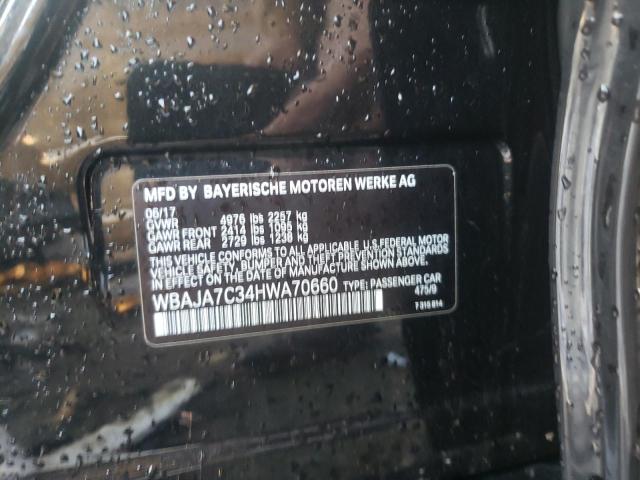 MFD BY BAYERISCHE MOTOREN WERKE AG
06/17
GVWR 4976 lbs 2257 kg
GAWR FRONT 2414 lbs 1095 kg
GAWR REAR 2729 lbs 1238 kg
THIS VEHICLE CONFORMS TO ALL APPLICABLE U.S FEDERAL MOTOR
VEHICLE SAFETY, BUMPER AND THEFT PREVENTION STANDARDS
IN EFFECT ON THE DATE OF MANUFACTURE SHOWN ABOVE.
WBAJA7C34HWA70660 TYPE: PASSENGER CAR
475/9
7 316 814